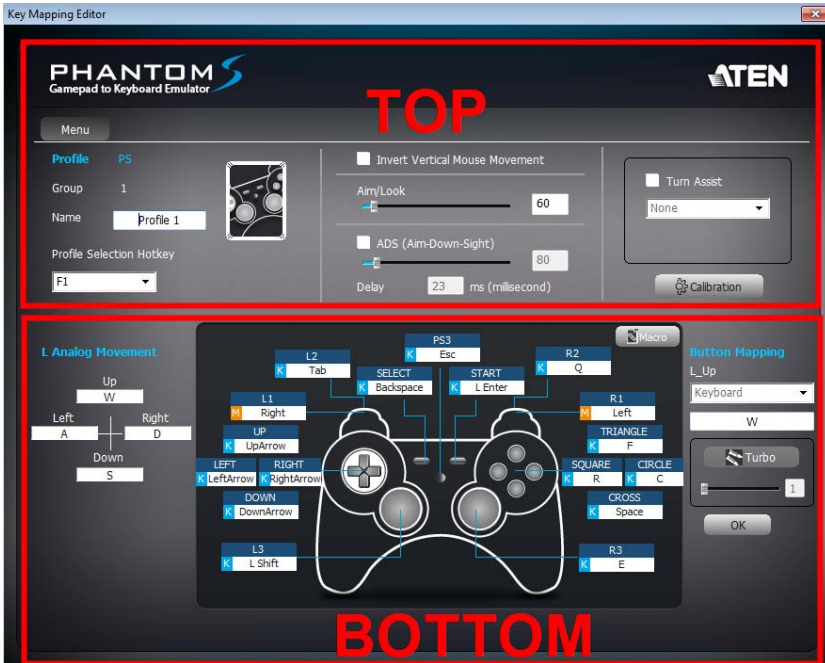 Key Mapping Editor
PHANTOM S
Gamepad to Keyboard Emulator
ATEN
TOP
Menu
Profile PS
Group 1
Name Profile 1
Profile Selection Hotkey
F1
Invert Vertical Mouse Movement
Aim/Look
60
ADS (Aim-Down-Sight)
80
Delay 23 ms (milisecond)
Turn Assist
None
Calibration
L Analog Movement
Up
W
Left Right
A D
Down
S
Macro
PS3
K Esc
L2
K Tab
R2
K Q
SELECT
K Backspace
START
K L Enter
L1
M Right
R1
M Left
UP
K UpArrow
TRIANGLE
K F
LEFT RIGHT
K LeftArrow K RightArrow
SQUARE CIRCLE
K R K C
DOWN
K DownArrow
CROSS
K Space
L3
K L Shift
R3
K E
Button Mapping
L_Up
Keyboard
W
Turbo
1
OK
BOTTOM